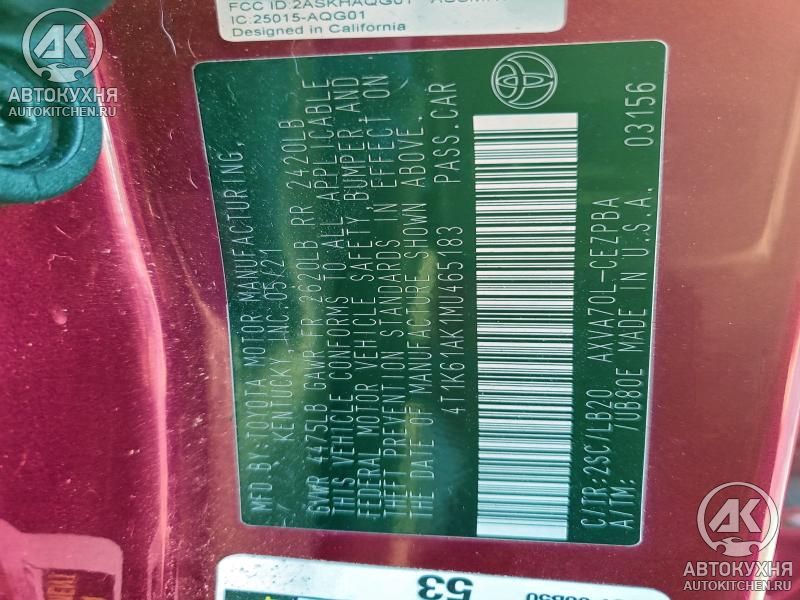 FCC ID:2ASKHAQG01
IC:25015-AQG01
Designed in California
MFD. BY:TOYOTA MOTOR MANUFACTURING,
KENTUCKY, INC. 05/21
GVWR 4475LB GAWR FR 2620LB RR 2420LB
THIS VEHICLE CONFORMS TO ALL APPLICABLE
FEDERAL MOTOR VEHICLE SAFETY, BUMPER, AND
THEFT PREVENTION STANDARDS IN EFFECT ON
THE DATE OF MANUFACTURE SHOWN ABOVE.
4T1K61AK1MU465183 PASS.CAR
C/TR:2SC7LB20 AXVA70L-CEZPBA
A/TM: /UB80E MADE IN U.S.A. 03156
53
АК
АВТОКУХНЯ
AUTOKITCHEN.RU
АК
АВТОКУХНЯ
AUTOKITCHEN.RU